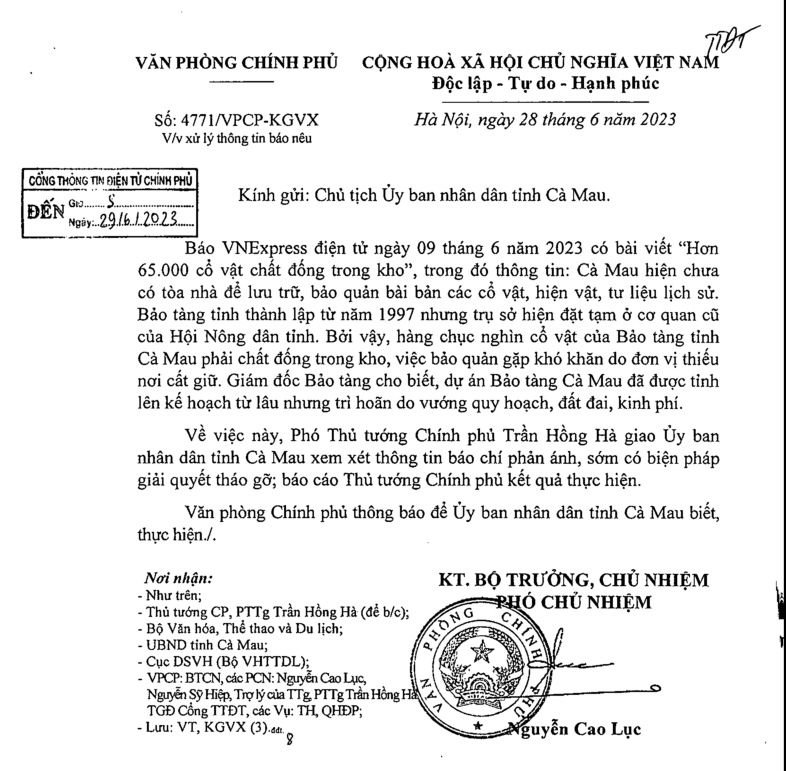 TTĐT
VĂN PHÒNG CHÍNH PHỦ
CỘNG HOÀ XÃ HỘI CHỦ NGHĨA VIỆT NAM
Độc lập - Tự do - Hạnh phúc
Số: 4771/VPCP-KGVX
V/v xử lý thông tin báo nêu
Hà Nội, ngày 28 tháng 6 năm 2023
CỔNG THÔNG TIN ĐIỆN TỬ CHÍNH PHỦ
ĐẾN
Giờ.......S...........
Ngày:..29/6/2023......
Kính gửi: Chủ tịch Ủy ban nhân dân tỉnh Cà Mau.
Báo VNExpress điện tử ngày 09 tháng 6 năm 2023 có bài viết “Hơn
65.000 cổ vật chất đống trong kho”, trong đó thông tin: Cà Mau hiện chưa
có tòa nhà để lưu trữ, bảo quản bài bản các cổ vật, hiện vật, tư liệu lịch sử.
Bảo tàng tỉnh thành lập từ năm 1997 nhưng trụ sở hiện đặt tạm ở cơ quan cũ
của Hội Nông dân tỉnh. Bởi vậy, hàng chục nghìn cổ vật của Bảo tàng tỉnh
Cà Mau phải chất đống trong kho, việc bảo quản gặp khó khăn do đơn vị thiếu
nơi cất giữ. Giám đốc Bảo tàng cho biết, dự án Bảo tàng Cà Mau đã được tỉnh
lên kế hoạch từ lâu nhưng trì hoãn do vướng quy hoạch, đất đai, kinh phí.
Về việc này, Phó Thủ tướng Chính phủ Trần Hồng Hà giao Ủy ban
nhân dân tỉnh Cà Mau xem xét thông tin báo chí phản ánh, sớm có biện pháp
giải quyết tháo gỡ; báo cáo Thủ tướng Chính phủ kết quả thực hiện.
Văn phòng Chính phủ thông báo để Ủy ban nhân dân tỉnh Cà Mau biết,
thực hiện./.
Nơi nhận:
- Như trên;
- Thủ tướng CP, PTTg Trần Hồng Hà (để b/c);
- Bộ Văn hóa, Thể thao và Du lịch;
- UBND tỉnh Cà Mau;
- Cục DSVH (Bộ VHTTDL);
- VPCP: BTCN, các PCN: Nguyễn Cao Lục,
Nguyễn Sỹ Hiệp, Trợ lý của TTg, PTTg Trần Hồng Hà
TGĐ Cổng TTĐT, các Vụ: TH, QHĐP;
- Lưu: VT, KGVX (3).đdt.
8
KT. BỘ TRƯỞNG, CHỦ NHIỆM
PHÓ CHỦ NHIỆM
VĂN PHÒNG CHÍNH PHỦ
Nguyễn Cao Lục